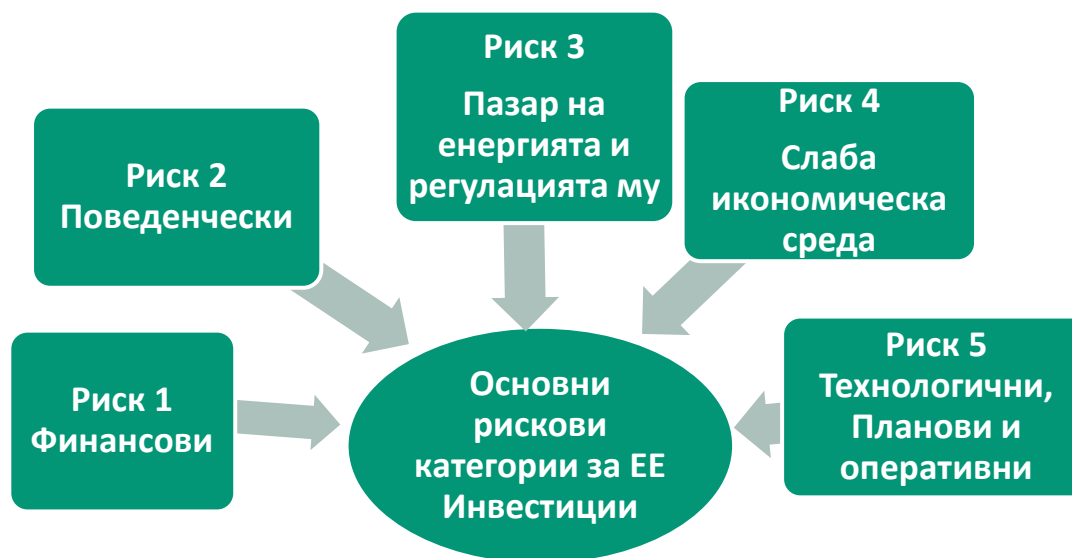 Риск 1
Финансови
Риск 2
Поведенчески
Риск 3
Пазар на
енергията и
регулацията му
Риск 4
Слаба
икономическа
среда
Риск 5
Технологични,
Планови и
оперативни
Основни
рискови
категории за ЕЕ
Инвестиции